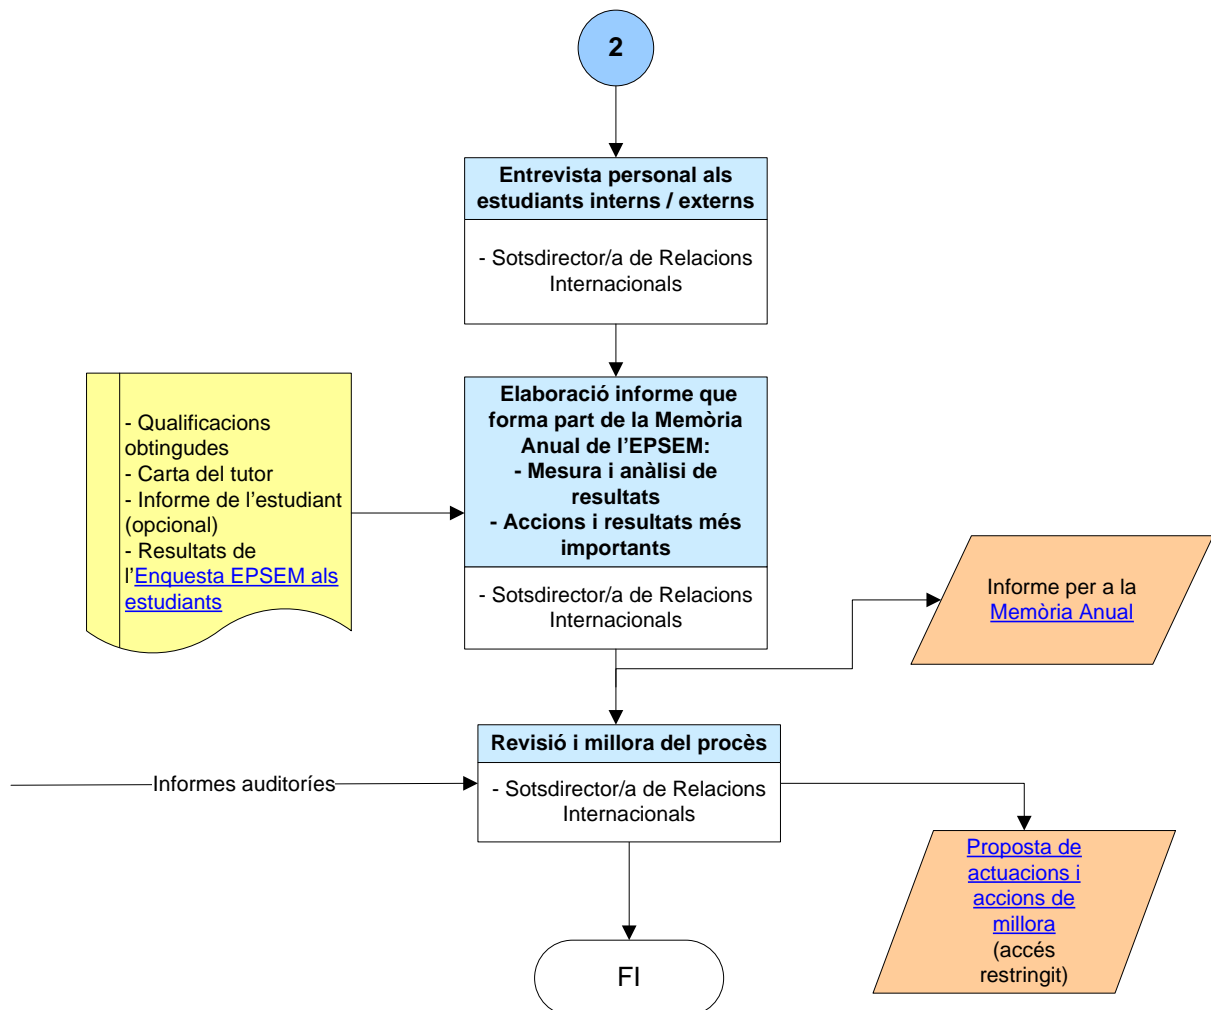 2
Entrevista personal als
estudiants interns / externs
- Sotsdirector/a de Relacions
Internacionals
- Qualificacions
obtingudes
- Carta del tutor
- Informe de l’estudiant
(opcional)
- Resultats de
l’Enquesta EPSEM als
estudiants
Elaboració informe que
forma part de la Memòria
Anual de l’EPSEM:
- Mesura i anàlisi de
resultats
- Accions i resultats més
importants
- Sotsdirector/a de Relacions
Internacionals
Informe per a la
Memòria Anual
Revisió i millora del procès
Informes auditoríes
- Sotsdirector/a de Relacions
Internacionals
Proposta de
actuacions i
accions de
millora
(accés
restringit)
FI